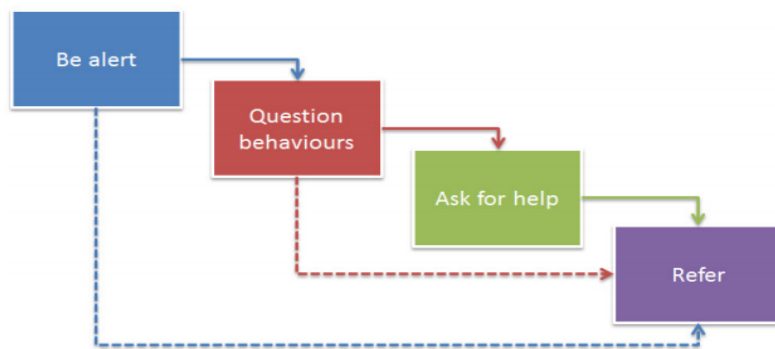 Be alert
Question
behaviours
Ask for help
Refer